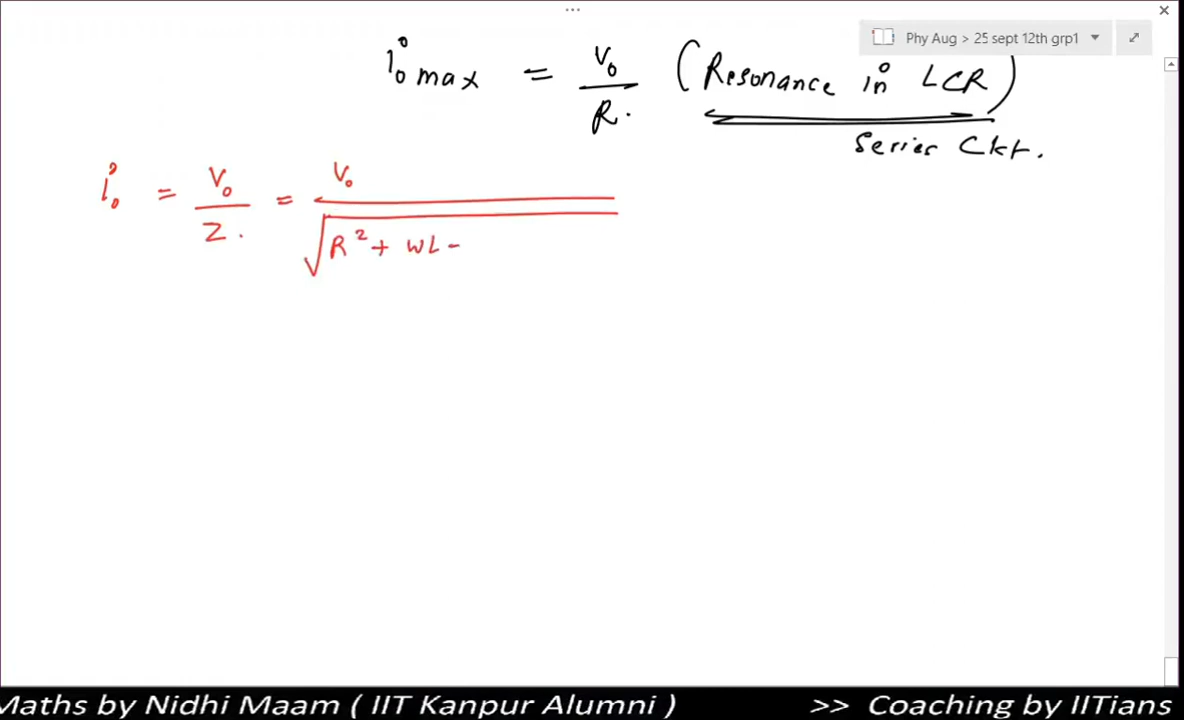 Phy Aug > 25 sept 12th grp1
i₀ max = V₀/R. (Resonance in LCR)
Series Ckt.
i₀ = V₀/Z. = V₀/√R² + WL -
Maths by Nidhi Maam ( IIT Kanpur Alumni ) >> Coaching by IITians